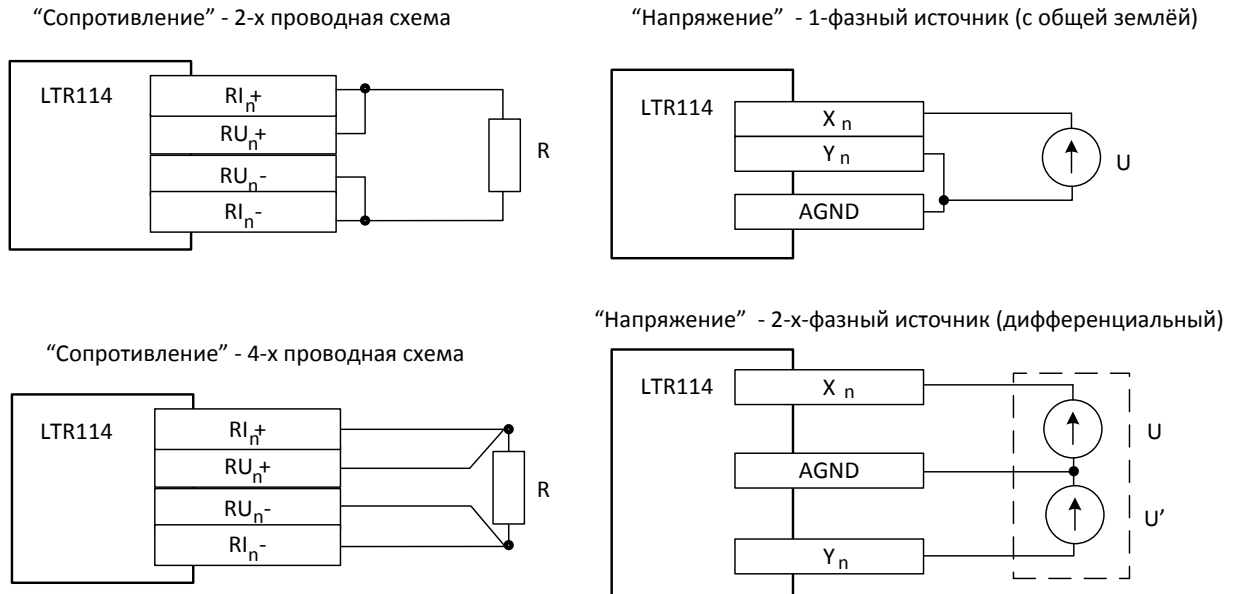 “Сопротивление” - 2-х проводная схема
LTR114
RIn+
RUn+
RUn-
RIn-
R
“Напряжение” - 1-фазный источник (с общей землёй)
LTR114
X n
Y n
AGND
U
“Сопротивление” - 4-х проводная схема
LTR114
RIn+
RUn+
RUn-
RIn-
R
“Напряжение” - 2-х-фазный источник (дифференциальный)
LTR114
X n
AGND
Y n
U
U’